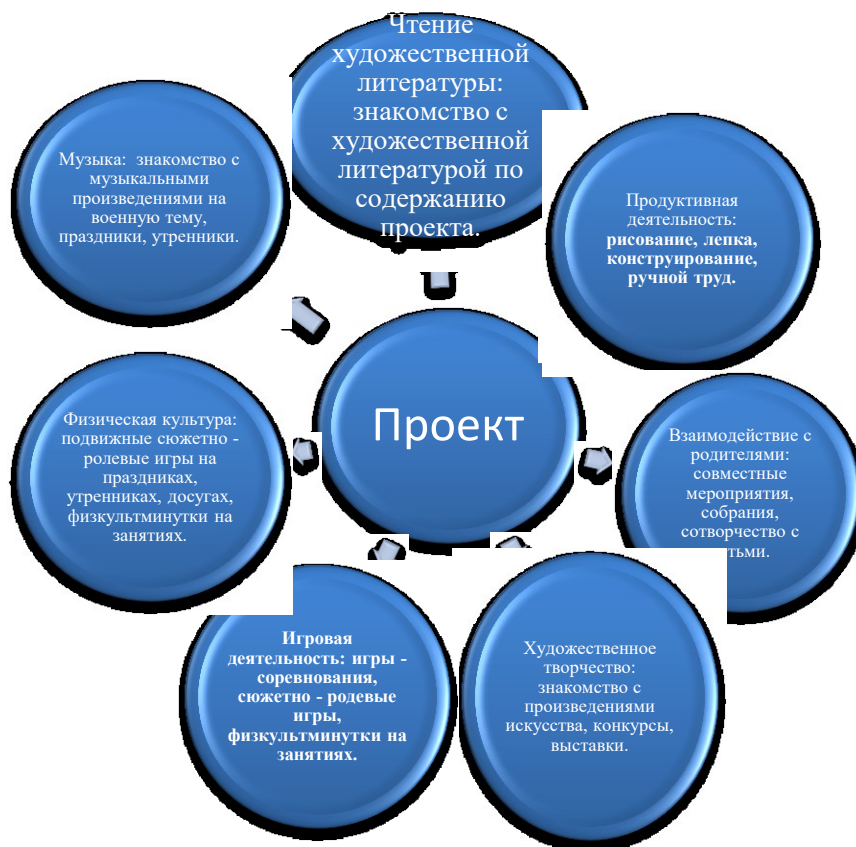 Чтение
художественной
литературы:
знакомство с
художественной
литературой по
содержанию
проекта.
Музыка: знакомство с
музыкальными
произведениями на
военную тему,
праздники, утренники.
Продуктивная
деятельность:
рисование, лепка,
конструирование,
ручной труд.
Проект
Физическая культура:
подвижные сюжетно -
ролевые игры на
праздниках,
утренниках, досугах,
физкультминутки на
занятиях.
Взаимодействие с
родителями:
совместные
мероприятия,
собрания,
сотворчество с
тьми.
Игровая
деятельность: игры -
соревнования,
сюжетно - родевые
игры,
физкультминутки на
занятиях.
Художественное
творчество:
знакомство с
произведениями
искусства, конкурсы,
выставки.